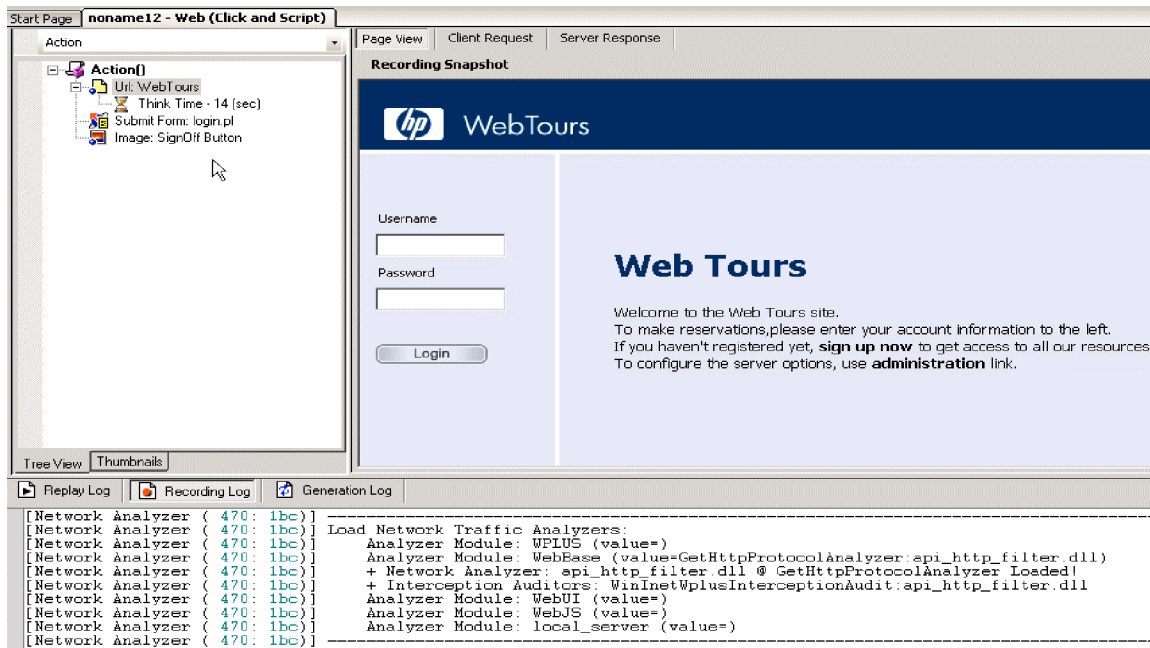 Start Page
noname12 - Web (Click and Script)
Action
Action()
Url: WebTours
Think Time - 14 (sec)
Submit Form: login.pl
Image: SignOff Button
Tree View
Thumbnails
Page View
Client Request
Server Response
Recording Snapshot
hp
WebTours
Username
Password
Login
Web Tours
Welcome to the Web Tours site.
To make reservations,please enter your account information to the left.
If you haven't registered yet, sign up now to get access to all our resources
To configure the server options, use administration link.
Replay Log
Recording Log
Generation Log
[Network Analyzer ( 470: 1bc)] ------------------------------------------------------------
[Network Analyzer ( 470: 1bc)] Load Network Traffic Analyzers:
[Network Analyzer ( 470: 1bc)] Analyzer Module: WPLUS (value=)
[Network Analyzer ( 470: 1bc)] Analyzer Module: WebBase (value=GetHttpProtocolAnalyzer:api_http_filter.dll)
[Network Analyzer ( 470: 1bc)] + Network Analyzer: api_http_filter.dll @ GetHttpProtocolAnalyzer Loaded!
[Network Analyzer ( 470: 1bc)] + Interception Auditors: WinInetWplusInterceptionAudit:api_http_filter.dll
[Network Analyzer ( 470: 1bc)] Analyzer Module: WebUI (value=)
[Network Analyzer ( 470: 1bc)] Analyzer Module: WebJS (value=)
[Network Analyzer ( 470: 1bc)] Analyzer Module: local_server (value=)
[Network Analyzer ( 470: 1bc)] ------------------------------------------------------------